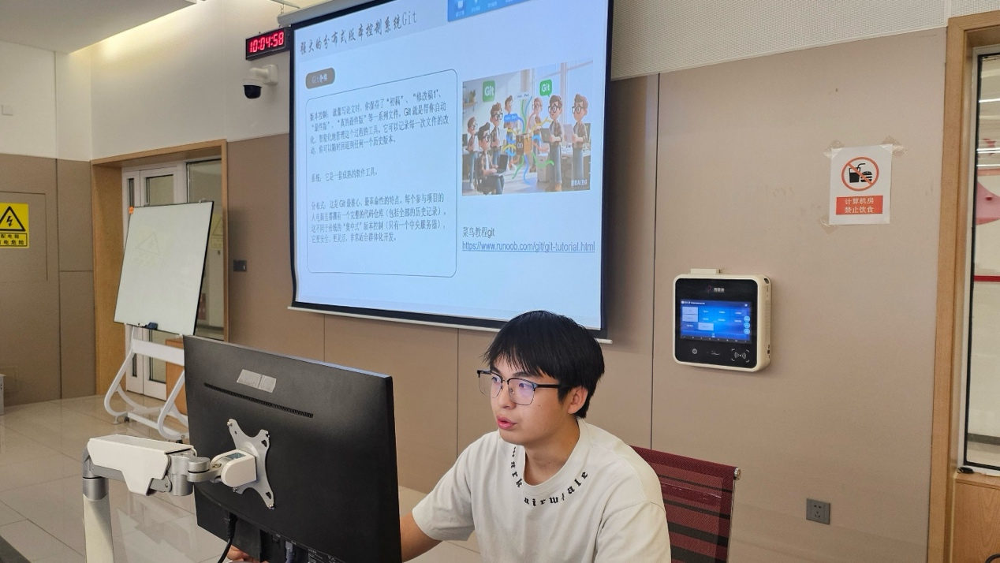 10:04:58
强大的分布式版本控制系统Git
Git介绍
版本控制：就像写论文时，你保存了“初稿”、“修改稿1”、
“最终版”、“真的最终版”等一系列文件。Git 就是帮你自动
化、智能化地管理这个过程的工具。它可以记录每一次文件的改
动，你可以随时回退到任何一个历史版本。
系统：它是一套成熟的软件工具。
分布式：这是 Git 最核心、最革命性的特点。每个参与项目的
人电脑上都拥有一个完整的代码仓库（包括全部的历史记录）。
这不同于传统的“集中式”版本控制（只有一个中央服务器），
它更安全、更灵活，非常适合群体化开发。
Git
Git
菜鸟教程git
https://www.runoob.com/git/git-tutorial.html
计算机房
禁止饮食